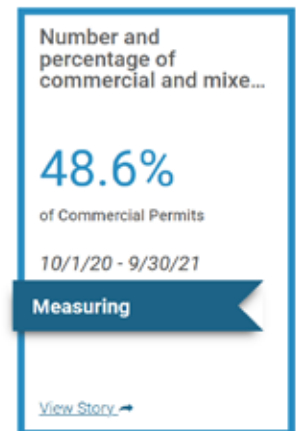 Number and
percentage of
commercial and mixe...
48.6%
of Commercial Permits
10/1/20 - 9/30/21
Measuring
View Story